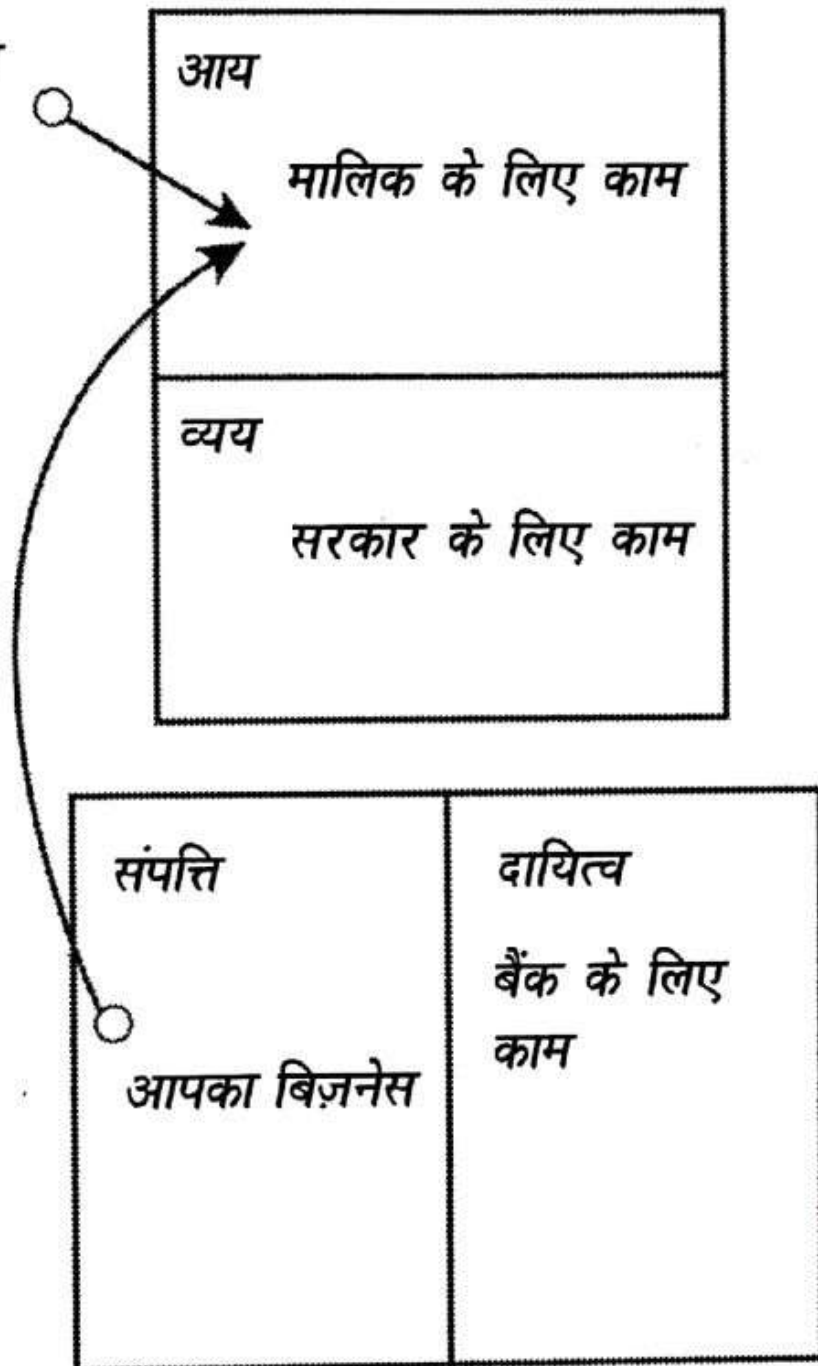 आय
मालिक के लिए काम
व्यय
सरकार के लिए काम
संपत्ति
दायित्व
बैंक के लिए
काम
आपका बिज़नेस